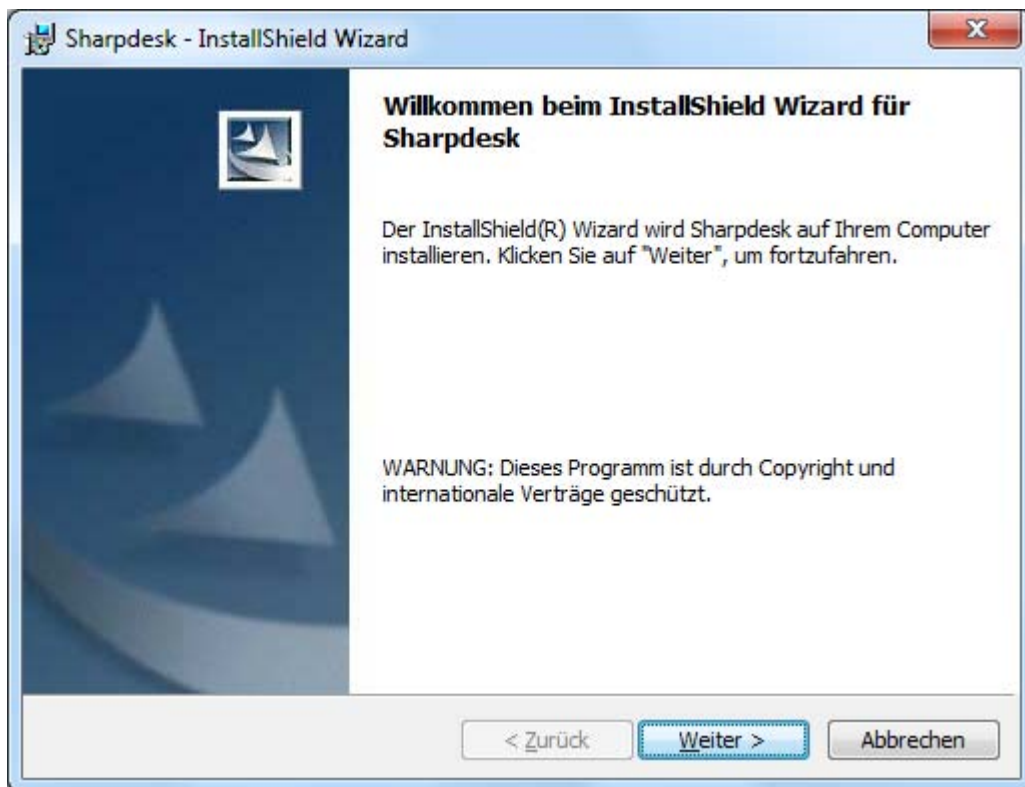 Sharpdesk - InstallShield Wizard
Willkommen beim InstallShield Wizard für
Sharpdesk
Der InstallShield(R) Wizard wird Sharpdesk auf Ihrem Computer
installieren. Klicken Sie auf "Weiter", um fortzufahren.
WARNUNG: Dieses Programm ist durch Copyright und
internationale Verträge geschützt.
< Zurück Weiter > Abbrechen